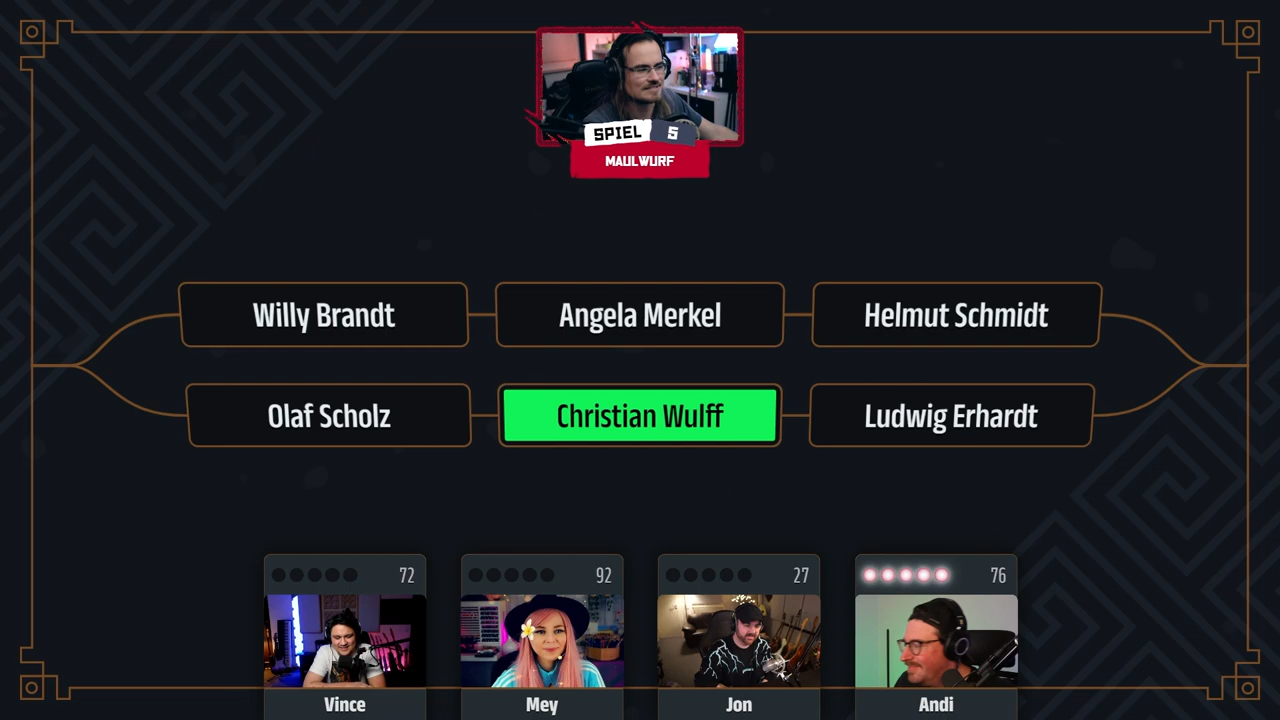 SPIEL 5
MAULWURF
Willy Brandt Angela Merkel Helmut Schmidt
Olaf Scholz Christian Wulff Ludwig Erhardt
72 92 27 76
Vince Mey Jon Andi